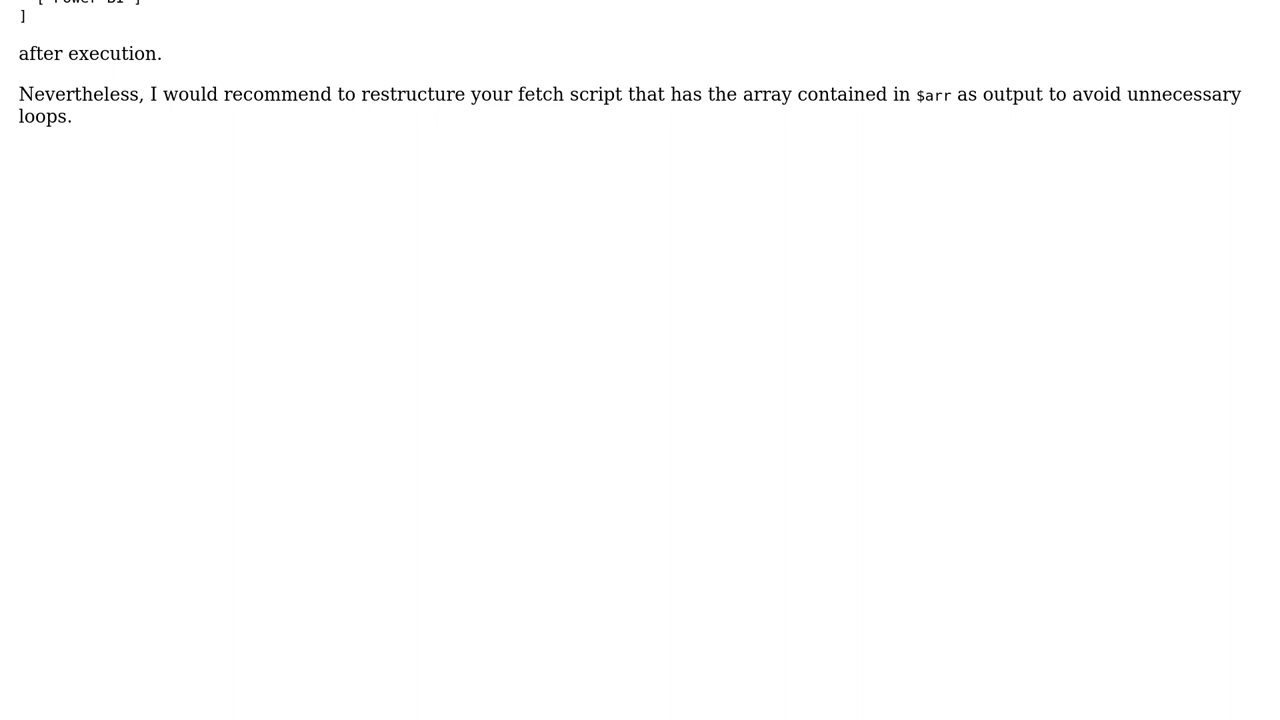 ]
after execution.
Nevertheless, I would recommend to restructure your fetch script that has the array contained in $arr as output to avoid unnecessary
loops.